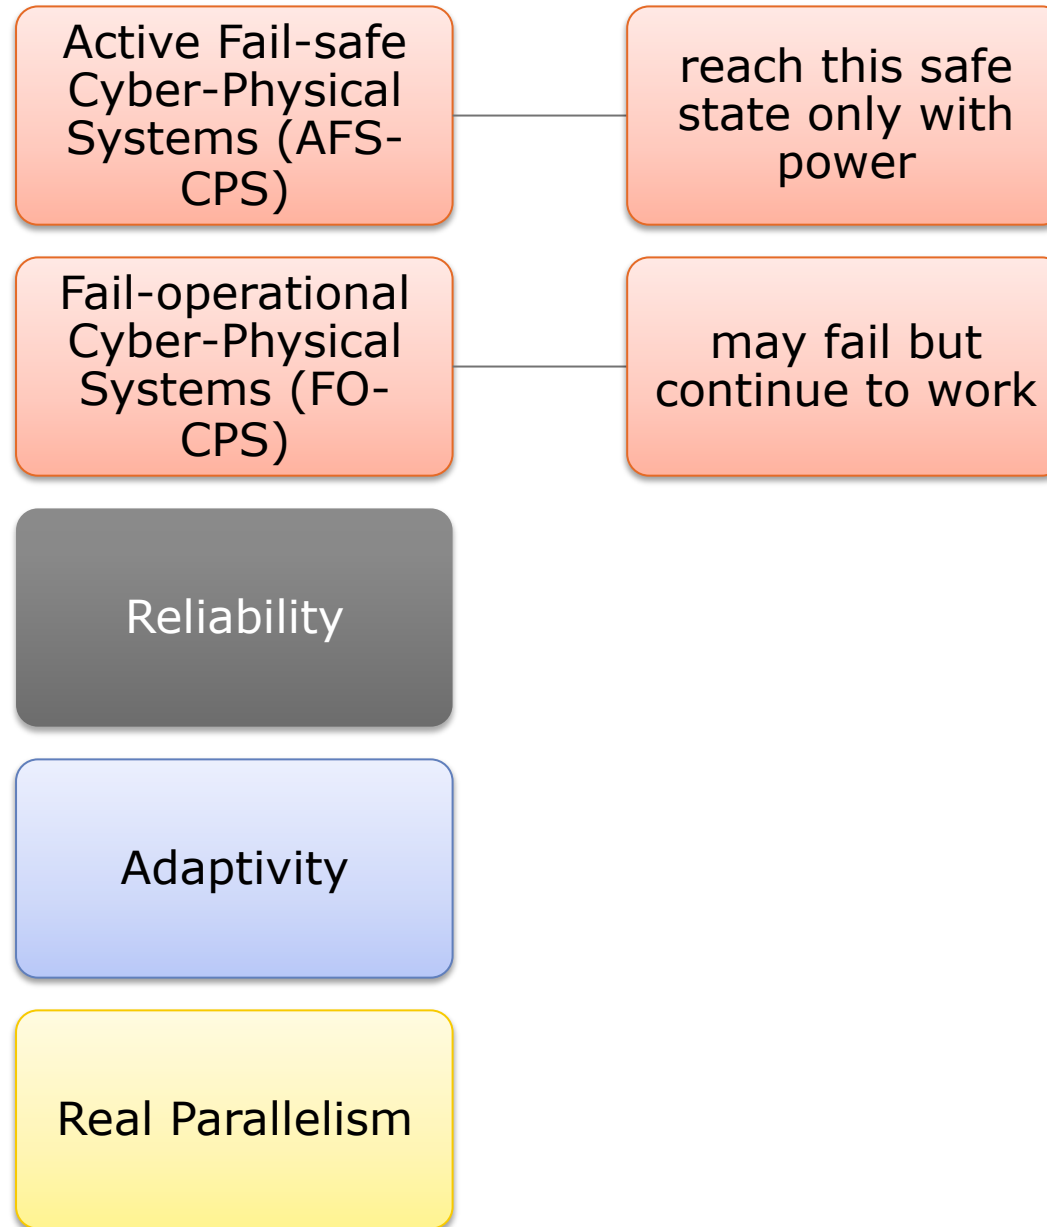 Active Fail-safe
Cyber-Physical
Systems (AFS-
CPS)
reach this safe
state only with
power
Fail-operational
Cyber-Physical
Systems (FO-
CPS)
may fail but
continue to work
Reliability
Adaptivity
Real Parallelism